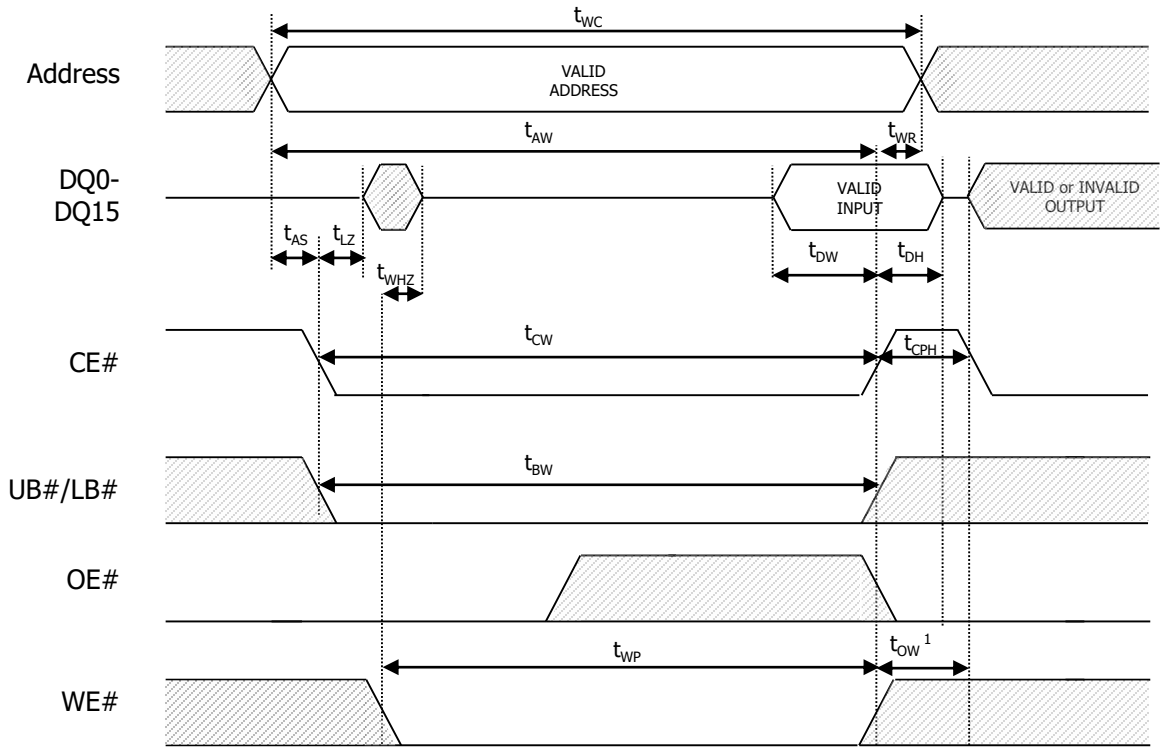 tWC
Address
VALID
ADDRESS
tAW
tWR
DQ0-
DQ15
VALID
INPUT
VALID or INVALID
OUTPUT
tAS
tLZ
tWHZ
tDW
tDH
CE#
tCW
tCPH
UB#/LB#
tBW
OE#
WE#
tWP
tOW 1